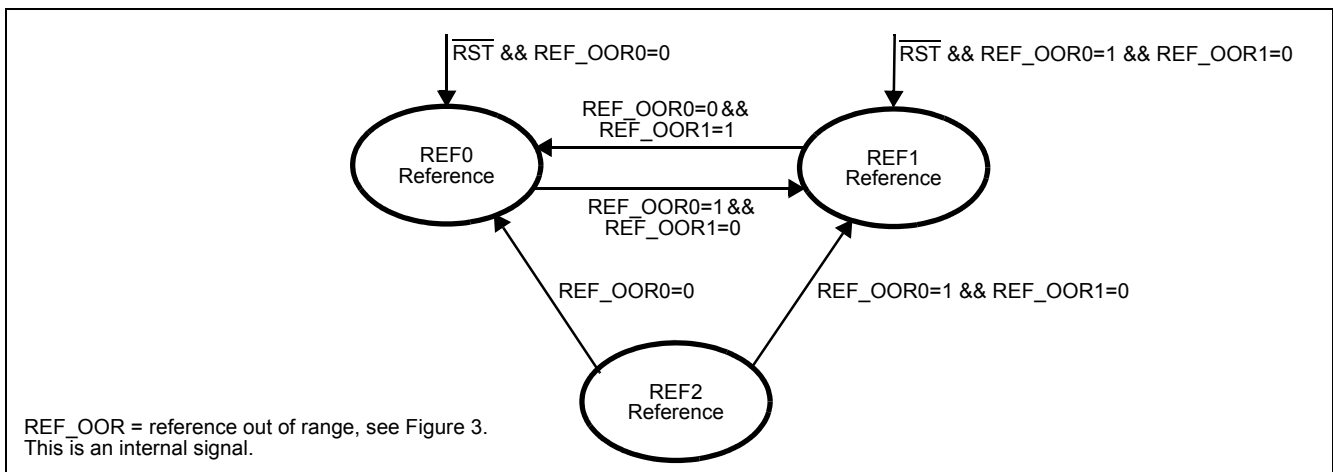 RST && REF_OOR0=0
RST && REF_OOR0=1 && REF_OOR1=0
REF_OOR0=0 &&
REF_OOR1=1
REF0
Reference
REF1
Reference
REF_OOR0=1 &&
REF_OOR1=0
REF_OOR0=0
REF_OOR0=1 && REF_OOR1=0
REF2
Reference
REF_OOR = reference out of range, see Figure 3.
This is an internal signal.